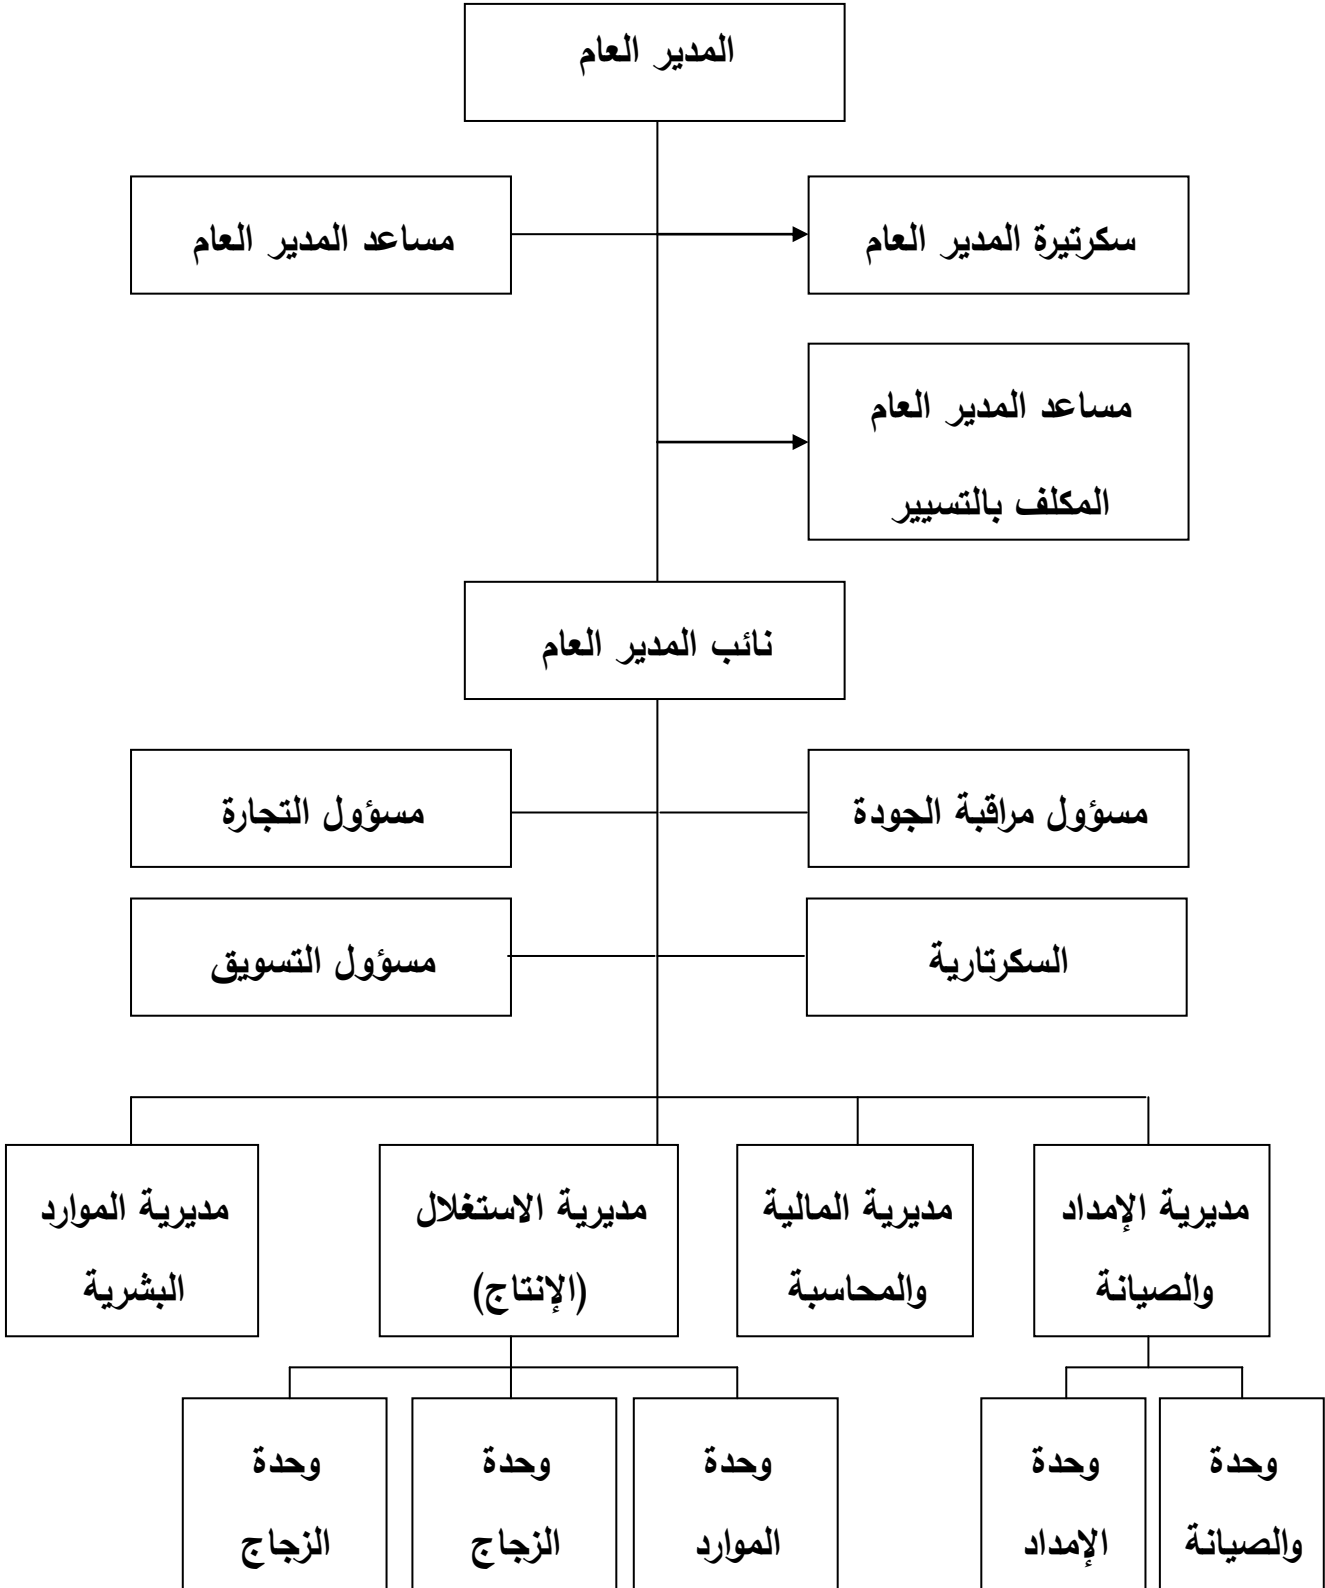 المدير العام
سكرتيرة المدير العام
مساعد المدير العام
مساعد المدير العام
المكلف بالتسيير
نائب المدير العام
مسؤول مراقبة الجودة
مسؤول التجارة
السكرتارية
مسؤول التسويق
مديرية الإمداد
والصيانة
مديرية المالية
والمحاسبة
مديرية الاستغلال
(الإنتاج)
مديرية الموارد
البشرية
وحدة
والصيانة
وحدة
الإمداد
وحدة
الموارد
وحدة
الزجاج
وحدة
الزجاج